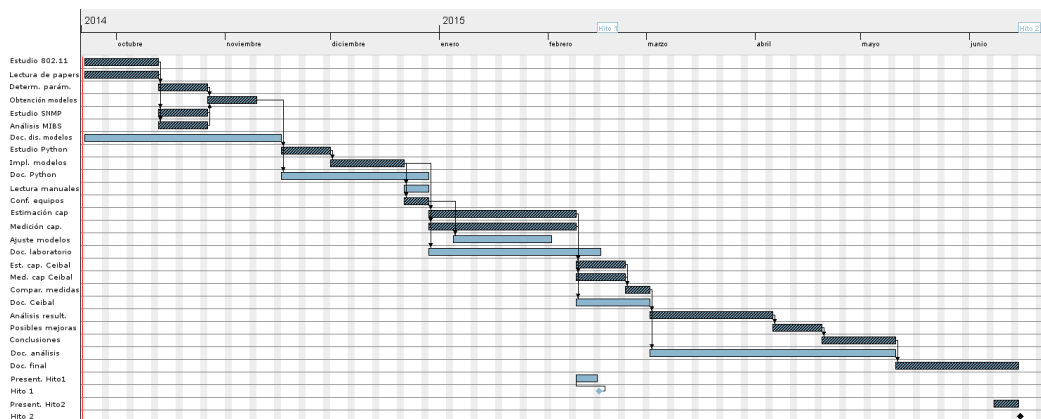 2014 2015
Hito 1 Hito 2
octubre noviembre diciembre enero febrero marzo abril mayo junio
Estudio 802.11
Lectura de papers
Determ. parám.
Obtención modelos
Estudio SNMP
Análisis MIBS
Doc. dis. modelos
Estudio Python
Impl. modelos
Doc. Python
Lectura manuales
Conf. equipos
Estimación cap
Medición cap.
Ajuste modelos
Doc. laboratorio
Est. cap. Ceibal
Med. cap Ceibal
Compar. medidas
Doc. Ceibal
Análisis result.
Posibles mejoras
Conclusiones
Doc. análisis
Doc. final
Present. Hito1
Hito 1
Present. Hito2
Hito 2